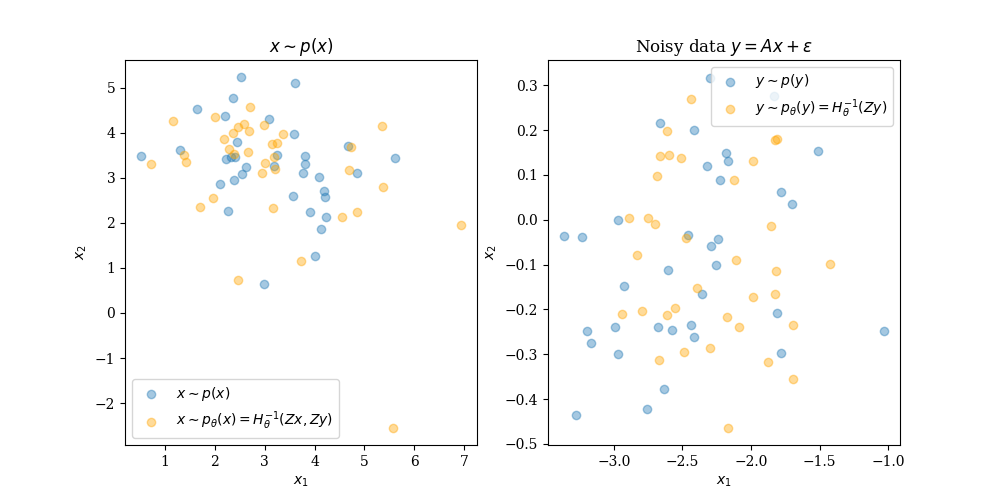 x ∼ p(x)
5
4
3
2
1
0
−1
−2
x₂
x ∼ p(x)
x ∼ p_θ(x) = H_θ^{−1}(Zx, Zy)
1 2 3 4 5 6 7
x₁
Noisy data y = Ax + ε
0.3
0.2
0.1
0.0
−0.1
−0.2
−0.3
−0.4
−0.5
x₂
y ∼ p(y)
y ∼ p_θ(y) = H_θ^{−1}(Zy)
−3.0 −2.5 −2.0 −1.5 −1.0
x₁